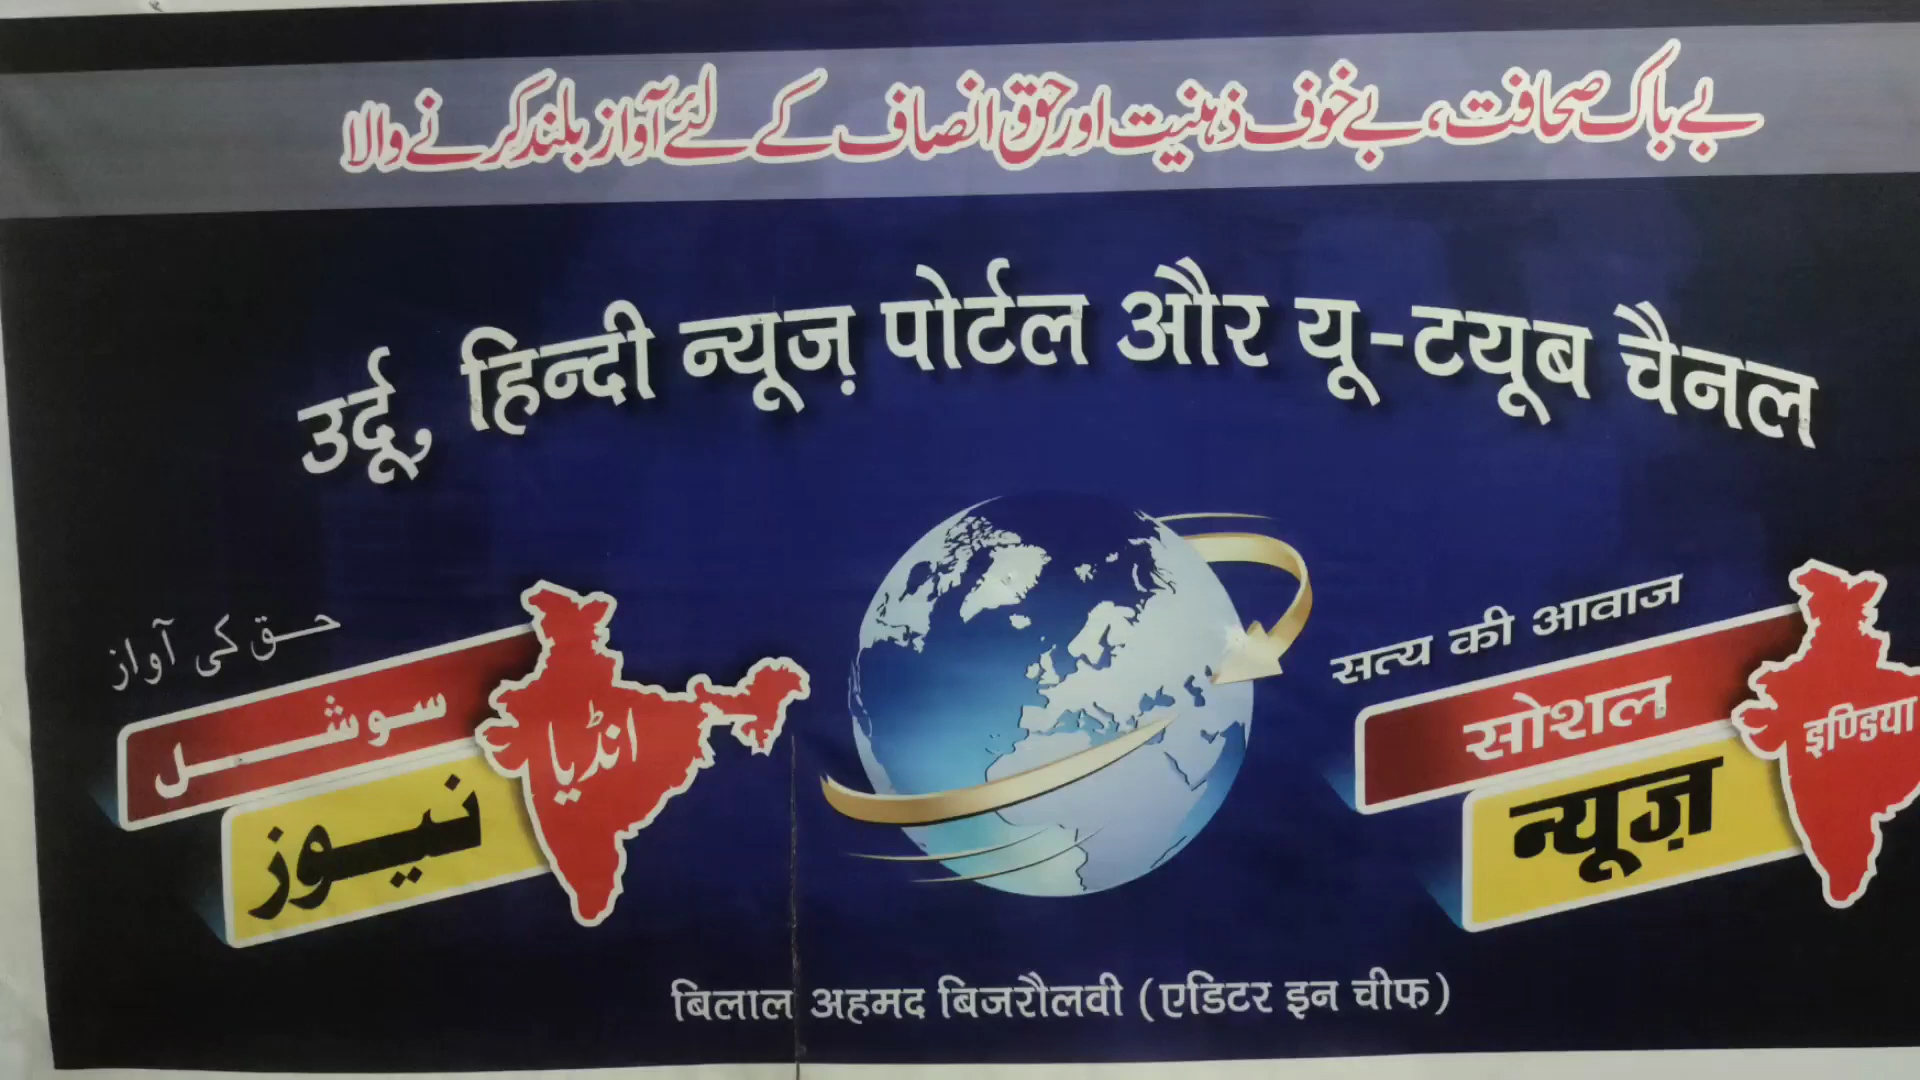 بے باک صحافت، بے خوف ذہنیت اور حق انصاف کے لئے آواز بلند کرنے والا
उर्दू, हिन्दी न्यूज़ पोर्टल और यू-टयूब चैनल
حق کی آواز
سوشل
انڈیا
نیوز
सत्य की आवाज
सोशल
इण्डिया
न्यूज़
बिलाल अहमद बिजरौलवी (एडिटर इन चीफ)